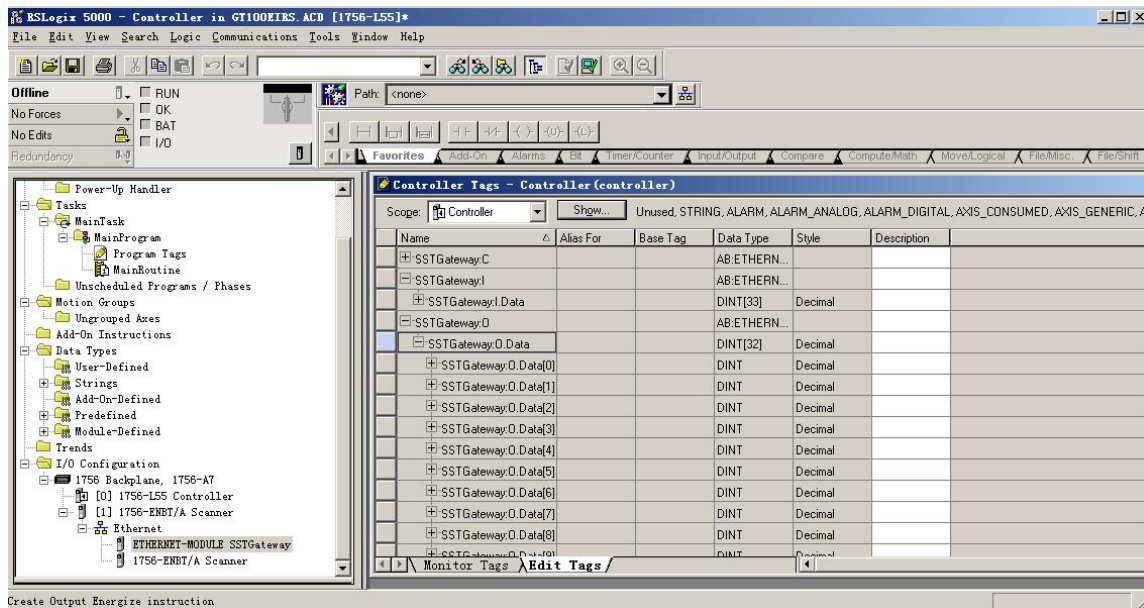 RSLogix 5000 - Controller in GT100EIRS.ACD [1756-L55]*
File Edit View Search Logic Communications Tools Window Help
Offline RUN
No Forces OK
No Edits BAT
Redundancy I/O
Path: <none>
Favorites Add-On Alarms Bit Timer/Counter Input/Output Compare Compute/Math Move/Logical File/Misc. File/Shift
Power-Up Handler
Tasks
MainTask
MainProgram
Program Tags
MainRoutine
Unscheduled Programs / Phases
Motion Groups
Ungrouped Axes
Add-On Instructions
Data Types
User-Defined
Strings
Add-On-Defined
Predefined
Module-Defined
Trends
I/O Configuration
1756 Backplane, 1756-A7
[0] 1756-L55 Controller
[1] 1756-ENBT/A Scanner
Ethernet
ETHERNET-MODULE SSTGateway
1756-ENBT/A Scanner
Controller Tags - Controller(controller)
Scope: Controller Show... Unused, STRING, ALARM, ALARM_ANALOG, ALARM_DIGITAL, AXIS_CONSUMED, AXIS_GENERIC,
Name Alias For Base Tag Data Type Style Description
SSTGateway:C AB:ETHERN...
SSTGateway:I AB:ETHERN...
SSTGateway:I.Data DINT[33] Decimal
SSTGateway:O AB:ETHERN...
SSTGateway:O.Data DINT[32] Decimal
SSTGateway:O.Data[0] DINT Decimal
SSTGateway:O.Data[1] DINT Decimal
SSTGateway:O.Data[2] DINT Decimal
SSTGateway:O.Data[3] DINT Decimal
SSTGateway:O.Data[4] DINT Decimal
SSTGateway:O.Data[5] DINT Decimal
SSTGateway:O.Data[6] DINT Decimal
SSTGateway:O.Data[7] DINT Decimal
SSTGateway:O.Data[8] DINT Decimal
SSTGateway:O.Data[9] DINT Decimal
Monitor Tags Edit Tags
Create Output Energize instruction